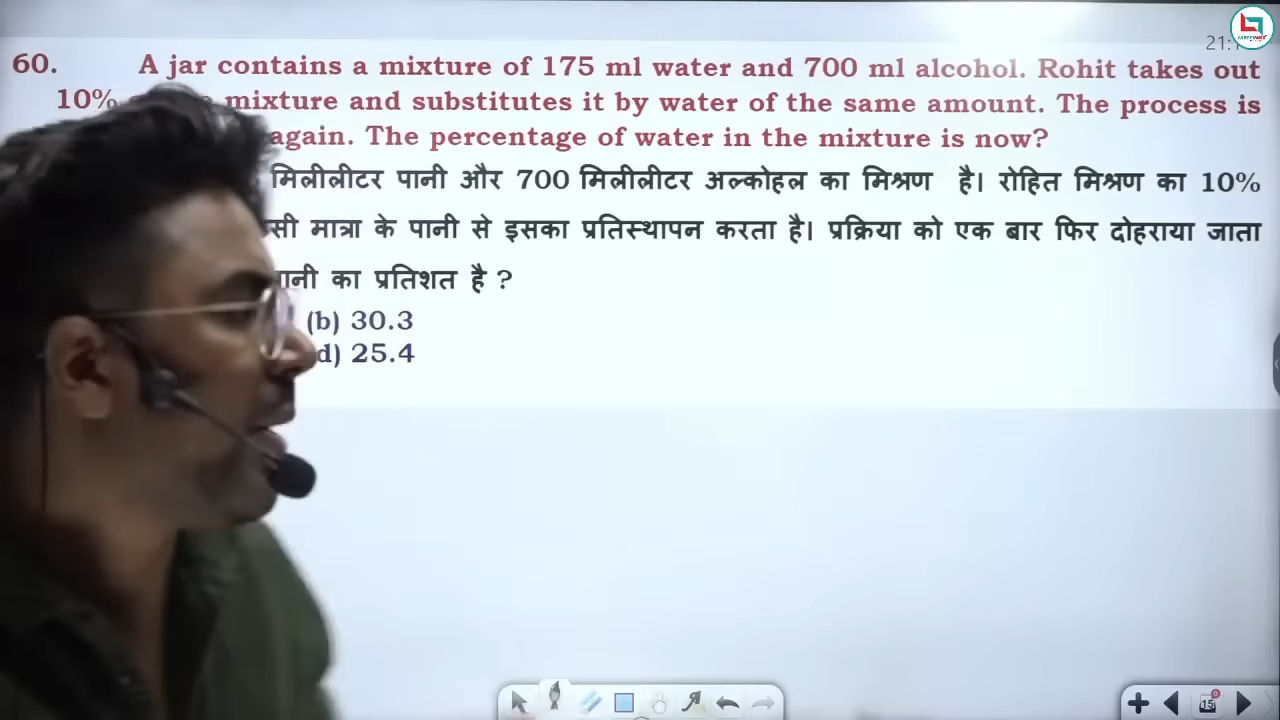 21:1
60. A jar contains a mixture of 175 ml water and 700 ml alcohol. Rohit takes out
10% mixture and substitutes it by water of the same amount. The process is
again. The percentage of water in the mixture is now?
मिलीलीटर पानी और 700 मिलीलीटर अल्कोहल का मिश्रण है। रोहित मिश्रण का 10%
मात्रा के पानी से इसका प्रतिस्थापन करता है। प्रक्रिया को एक बार फिर दोहराया जाता
का प्रतिशत है ?
(b) 30.3
d) 25.4
15